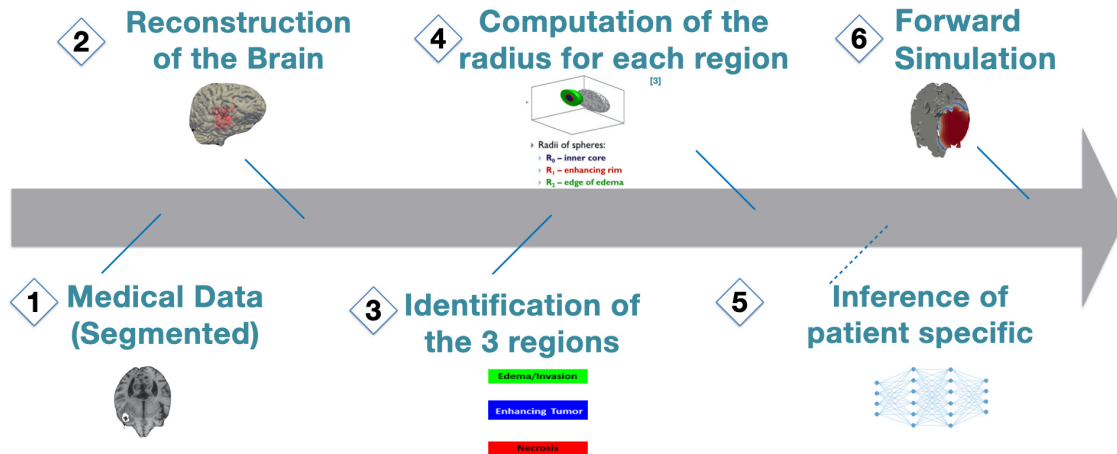 1
Medical Data
(Segmented)
2
Reconstruction
of the Brain
3
Identification of
the 3 regions
Edema/Invasion
Enhancing Tumor
Necrosis
4
Computation of the
radius for each region
[3]
Radii of spheres:
R₀ – inner core
R₁ – enhancing rim
R₂ – edge of edema
5
Inference of
patient specific
6
Forward
Simulation